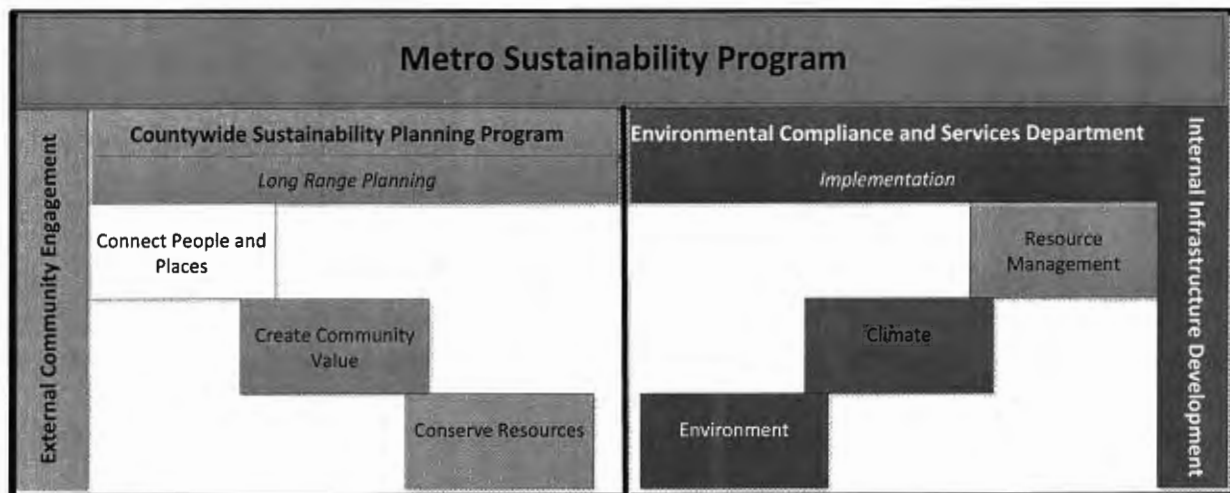 Metro Sustainability Program
External Community Engagement
Countywide Sustainability Planning Program
Long Range Planning
Connect People and
Places
Create Community
Value
Conserve Resources
Environmental Compliance and Services Department
Implementation
Resource
Management
Climate
Environment
Internal Infrastructure Development